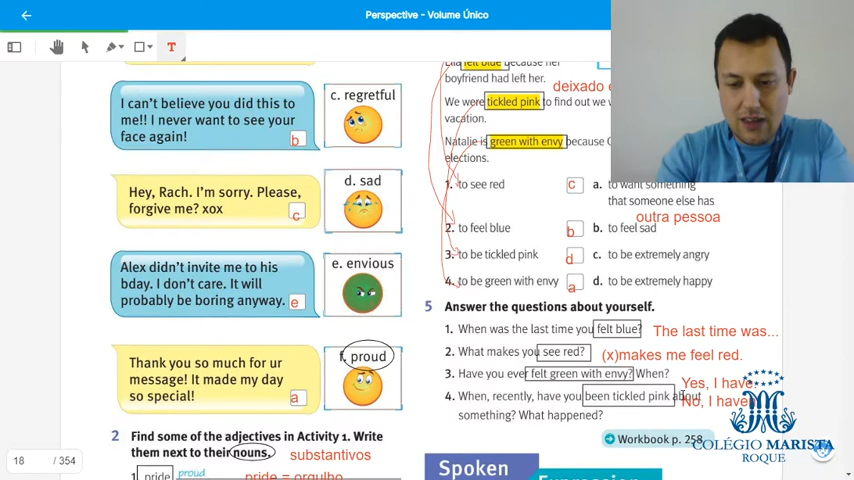 Perspective - Volume Único
I can't believe you did this to
me!! I never want to see your
face again!
b
c. regretful
Hey, Rach. I'm sorry. Please,
forgive me? xox
c
d. sad
Alex didn't invite me to his
bday. I don't care. It will
probably be boring anyway.
e
e. envious
Thank you so much for ur
message! It made my day
so special!
a
f. proud
2 Find some of the adjectives in Activity 1. Write
them next to their nouns. substantivos
1. pride proud pride = orgulho
Ella felt blue because her
boyfriend had left her.
deixado
We were tickled pink to find out we
vacation.
Natalie is green with envy because
elections.
1. to see red c a. to want something
that someone else has
outra pessoa
2. to feel blue b b. to feel sad
3. to be tickled pink d c. to be extremely angry
4. to be green with envy a d. to be extremely happy
5 Answer the questions about yourself.
1. When was the last time you felt blue? The last time was...
2. What makes you see red? (x)makes me feel red.
3. Have you ever felt green with envy? When?
Yes, I have.
No, I haven
4. When, recently, have you been tickled pink about
something? What happened?
Workbook p. 258
Spoken
Expression
18 / 354
COLÉGIO MARISTA
ROQUE
T